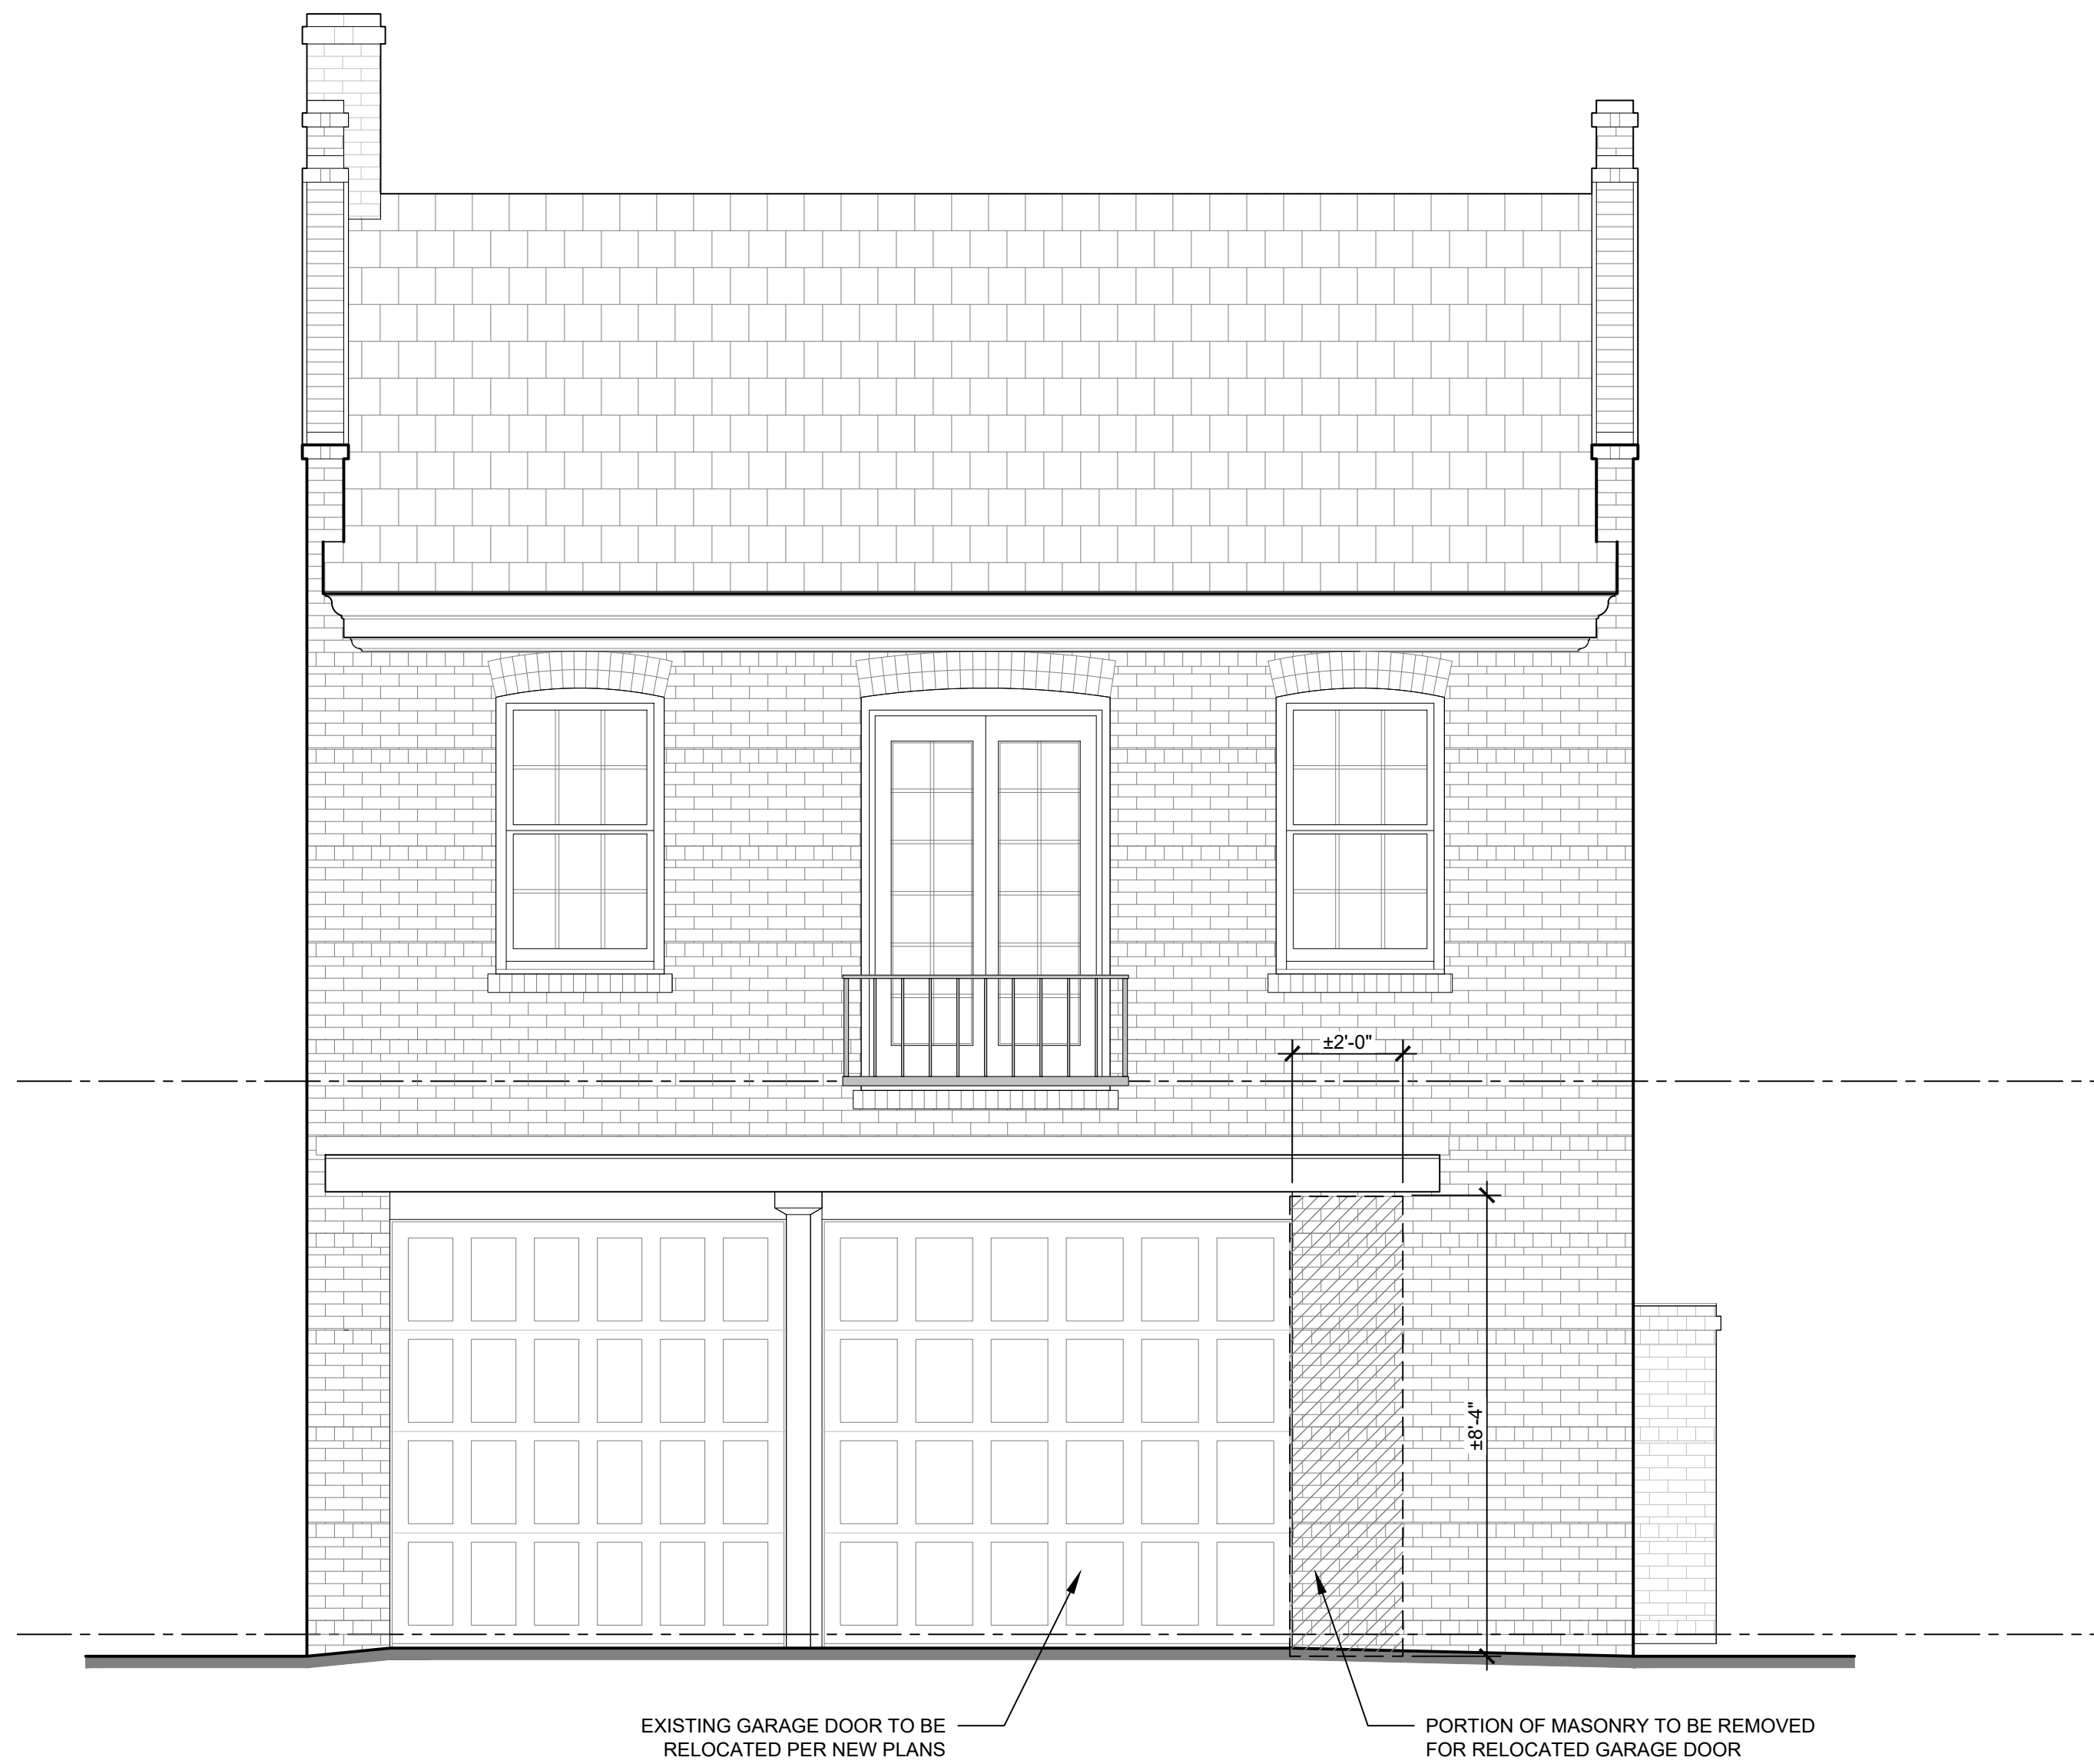 ±2'-0"
±8'-4"
EXISTING GARAGE DOOR TO BE
RELOCATED PER NEW PLANS
PORTION OF MASONRY TO BE REMOVED
FOR RELOCATED GARAGE DOOR